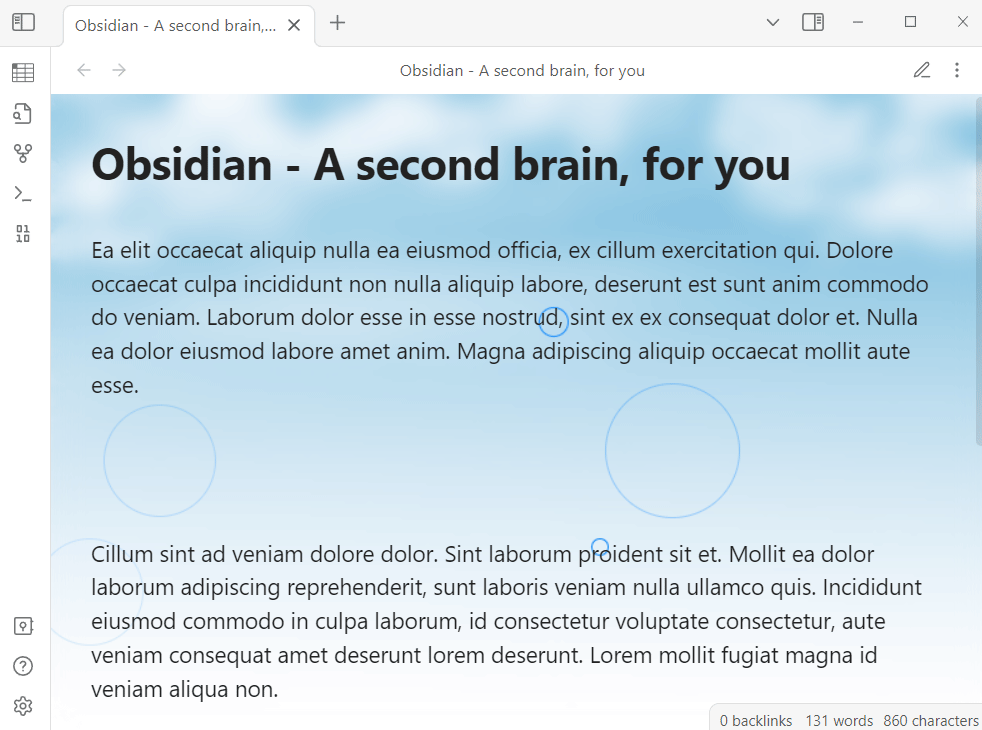 Obsidian - A second brain,...
Obsidian - A second brain, for you
Obsidian - A second brain, for you
Ea elit occaecat aliquip nulla ea eiusmod officia, ex cillum exercitation qui. Dolore
occaecat culpa incididunt non nulla aliquip labore, deserunt est sunt anim commodo
do veniam. Laborum dolor esse in esse nostrud, sint ex ex consequat dolor et. Nulla
ea dolor eiusmod labore amet anim. Magna adipiscing aliquip occaecat mollit aute
esse.
Cillum sint ad veniam dolore dolor. Sint laborum proident sit et. Mollit ea dolor
laborum adipiscing reprehenderit, sunt laboris veniam nulla ullamco quis. Incididunt
eiusmod commodo in culpa laborum, id consectetur voluptate consectetur, aute
veniam consequat amet deserunt lorem deserunt. Lorem mollit fugiat magna id
veniam aliqua non.
0 backlinks 131 words 860 characters